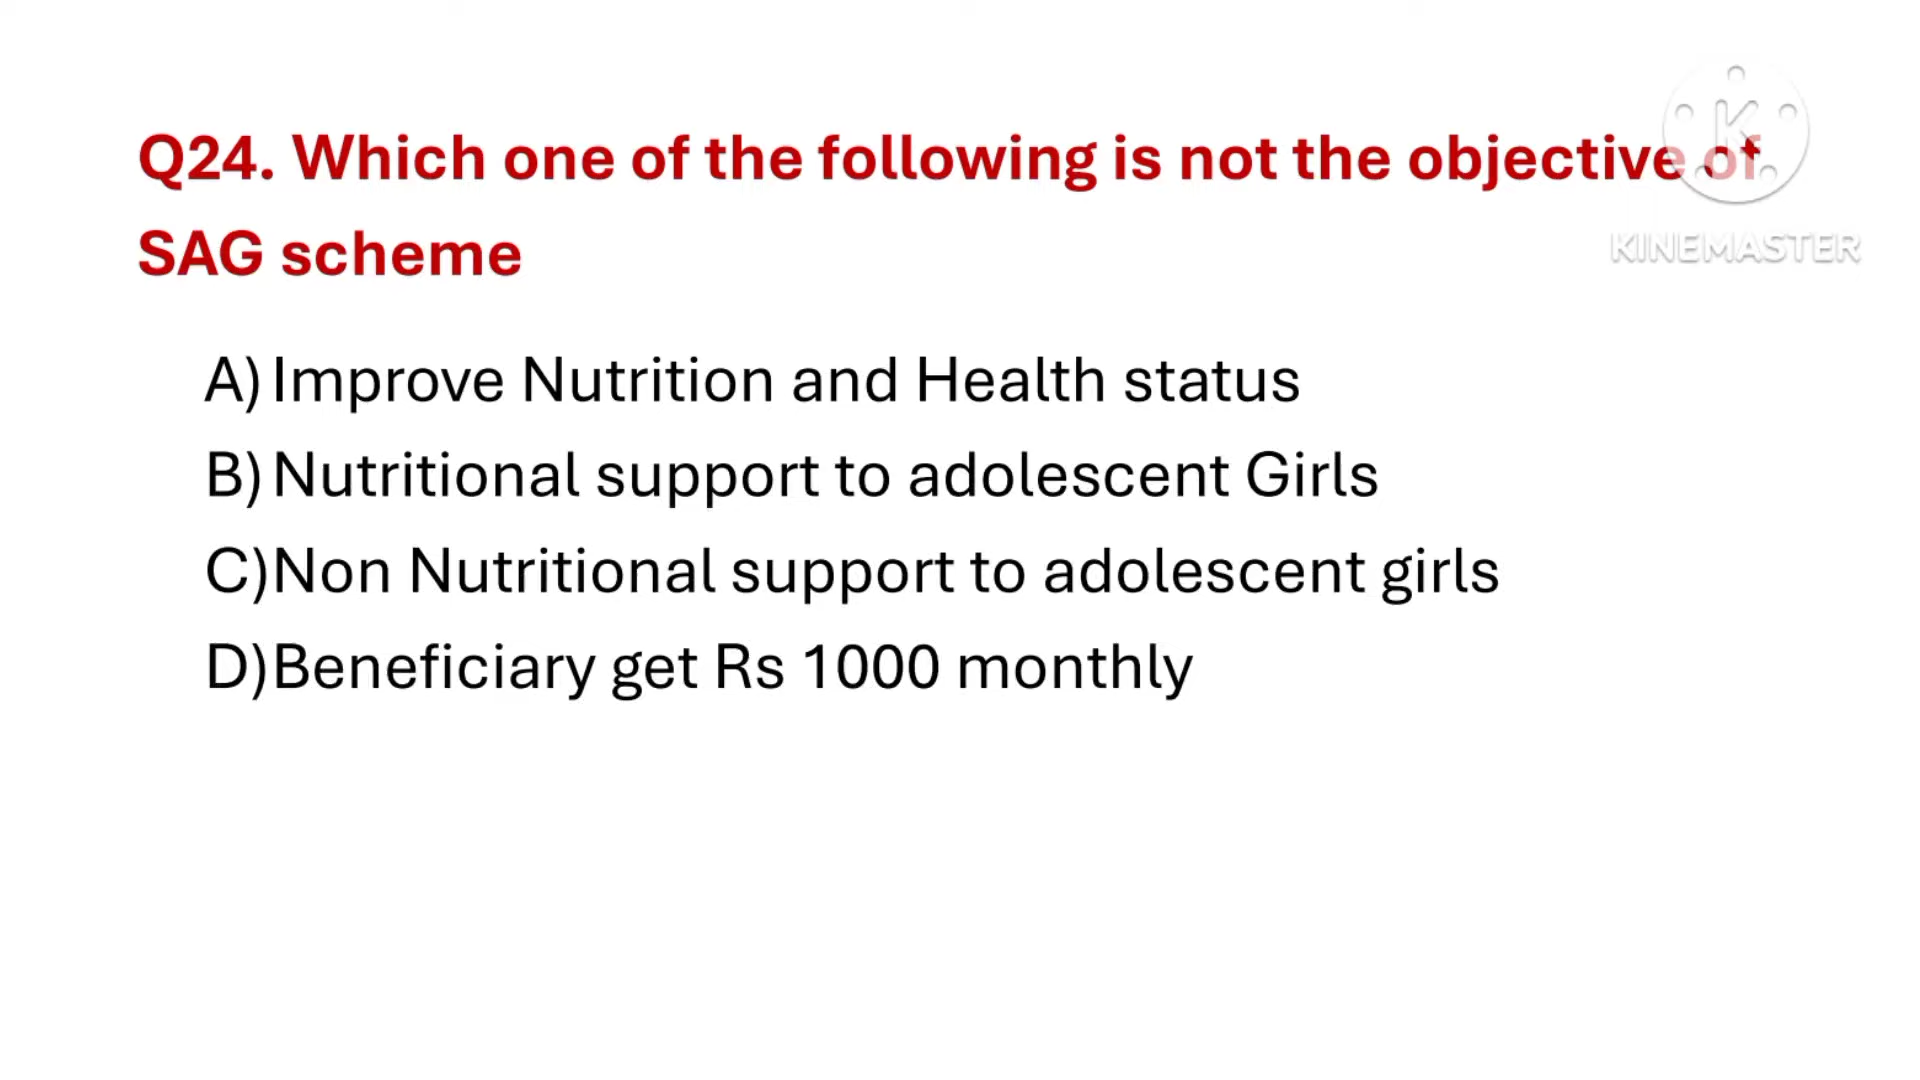 Q24. Which one of the following is not the objective of
SAG scheme
K
KINEMASTER
A) Improve Nutrition and Health status
B) Nutritional support to adolescent Girls
C)Non Nutritional support to adolescent girls
D)Beneficiary get Rs 1000 monthly